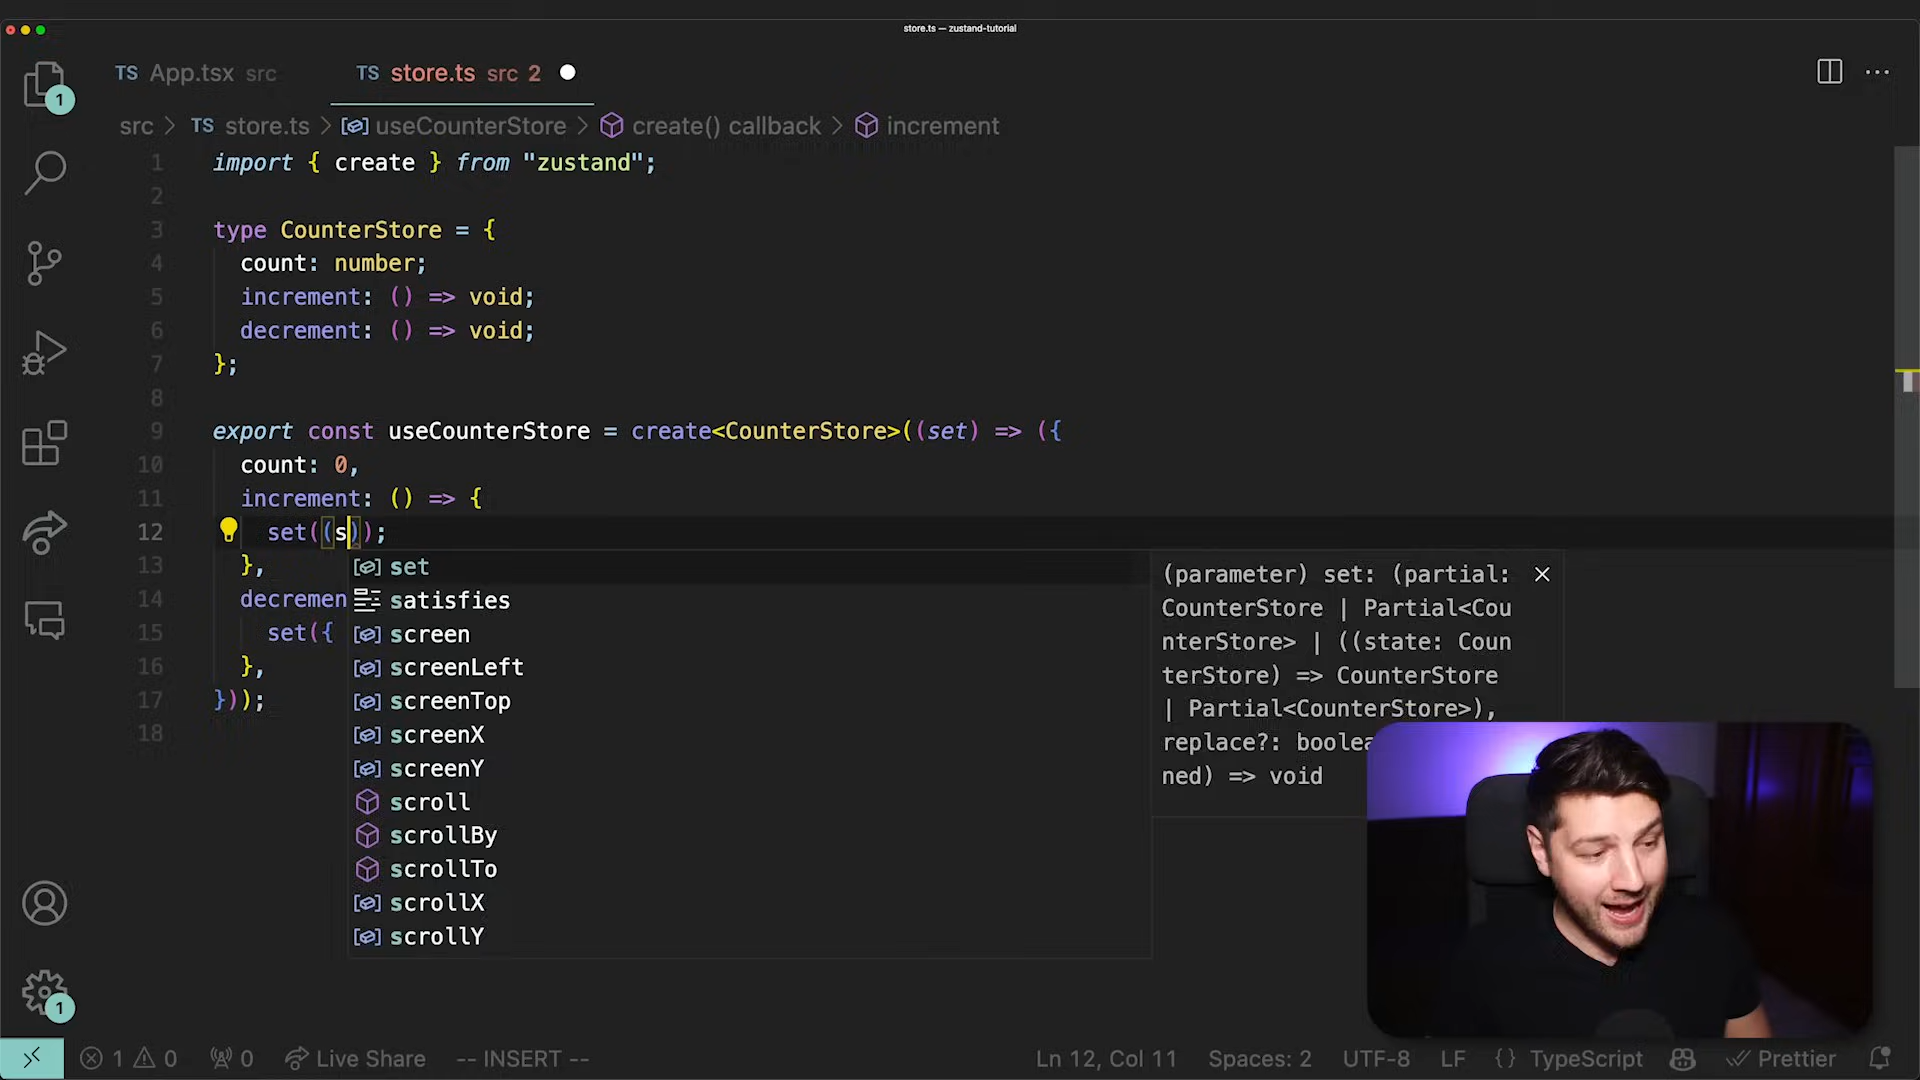 store.ts — zustand-tutorial
TS App.tsx src
TS store.ts src 2
src > TS store.ts > useCounterStore > create() callback > increment
1 import { create } from "zustand";
2
3 type CounterStore = {
4 count: number;
5 increment: () => void;
6 decrement: () => void;
7 };
8
9 export const useCounterStore = create<CounterStore>((set) => ({
10 count: 0,
11 increment: () => {
12 set((s));
13 },
14 decremen
15 set({
16 },
17 }));
18
set
satisfies
screen
screenLeft
screenTop
screenX
screenY
scroll
scrollBy
scrollTo
scrollX
scrollY
(parameter) set: (partial:
CounterStore | Partial<Cou
nterStore> | ((state: Coun
terStore) => CounterStore
| Partial<CounterStore>),
replace?: boolea
ned) => void
1
1
1 0 0 Live Share -- INSERT -- Ln 12, Col 11 Spaces: 2 UTF-8 LF {} TypeScript Prettier